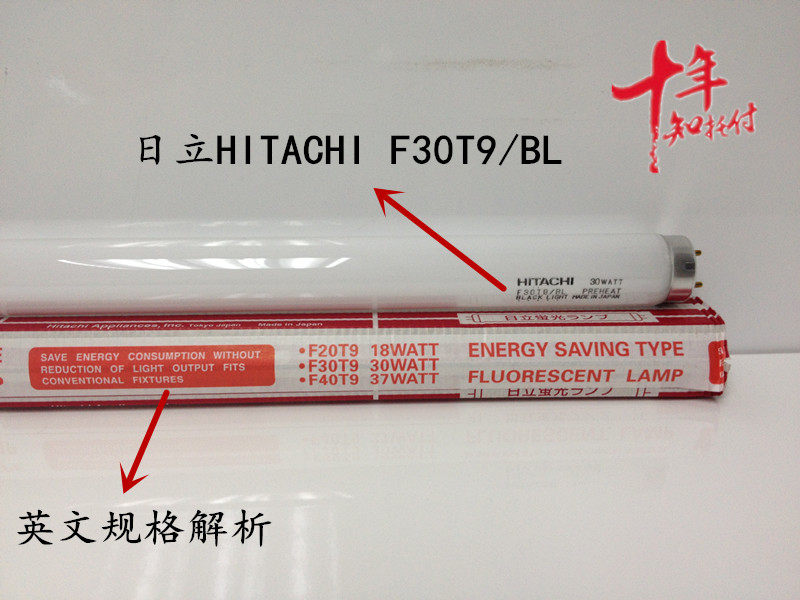 十年
知托付
日立HITACHI F30T9/BL
HITACHI 30WATT
F30T9/BL PREHEAT
BLACK LIGHT MADE IN JAPAN
Hitachi Appliances, Inc. Tokyo Japan Made in Japan
日立蛍光ランプ
SAVE ENERGY CONSUMPTION WITHOUT
REDUCTION OF LIGHT OUTPUT FITS
CONVENTIONAL FIXTURES
•F20T9 18WATT
•F30T9 30WATT
•F40T9 37WATT
ENERGY SAVING TYPE
FLUORESCENT LAMP
日立蛍光ランプ
英文规格解析